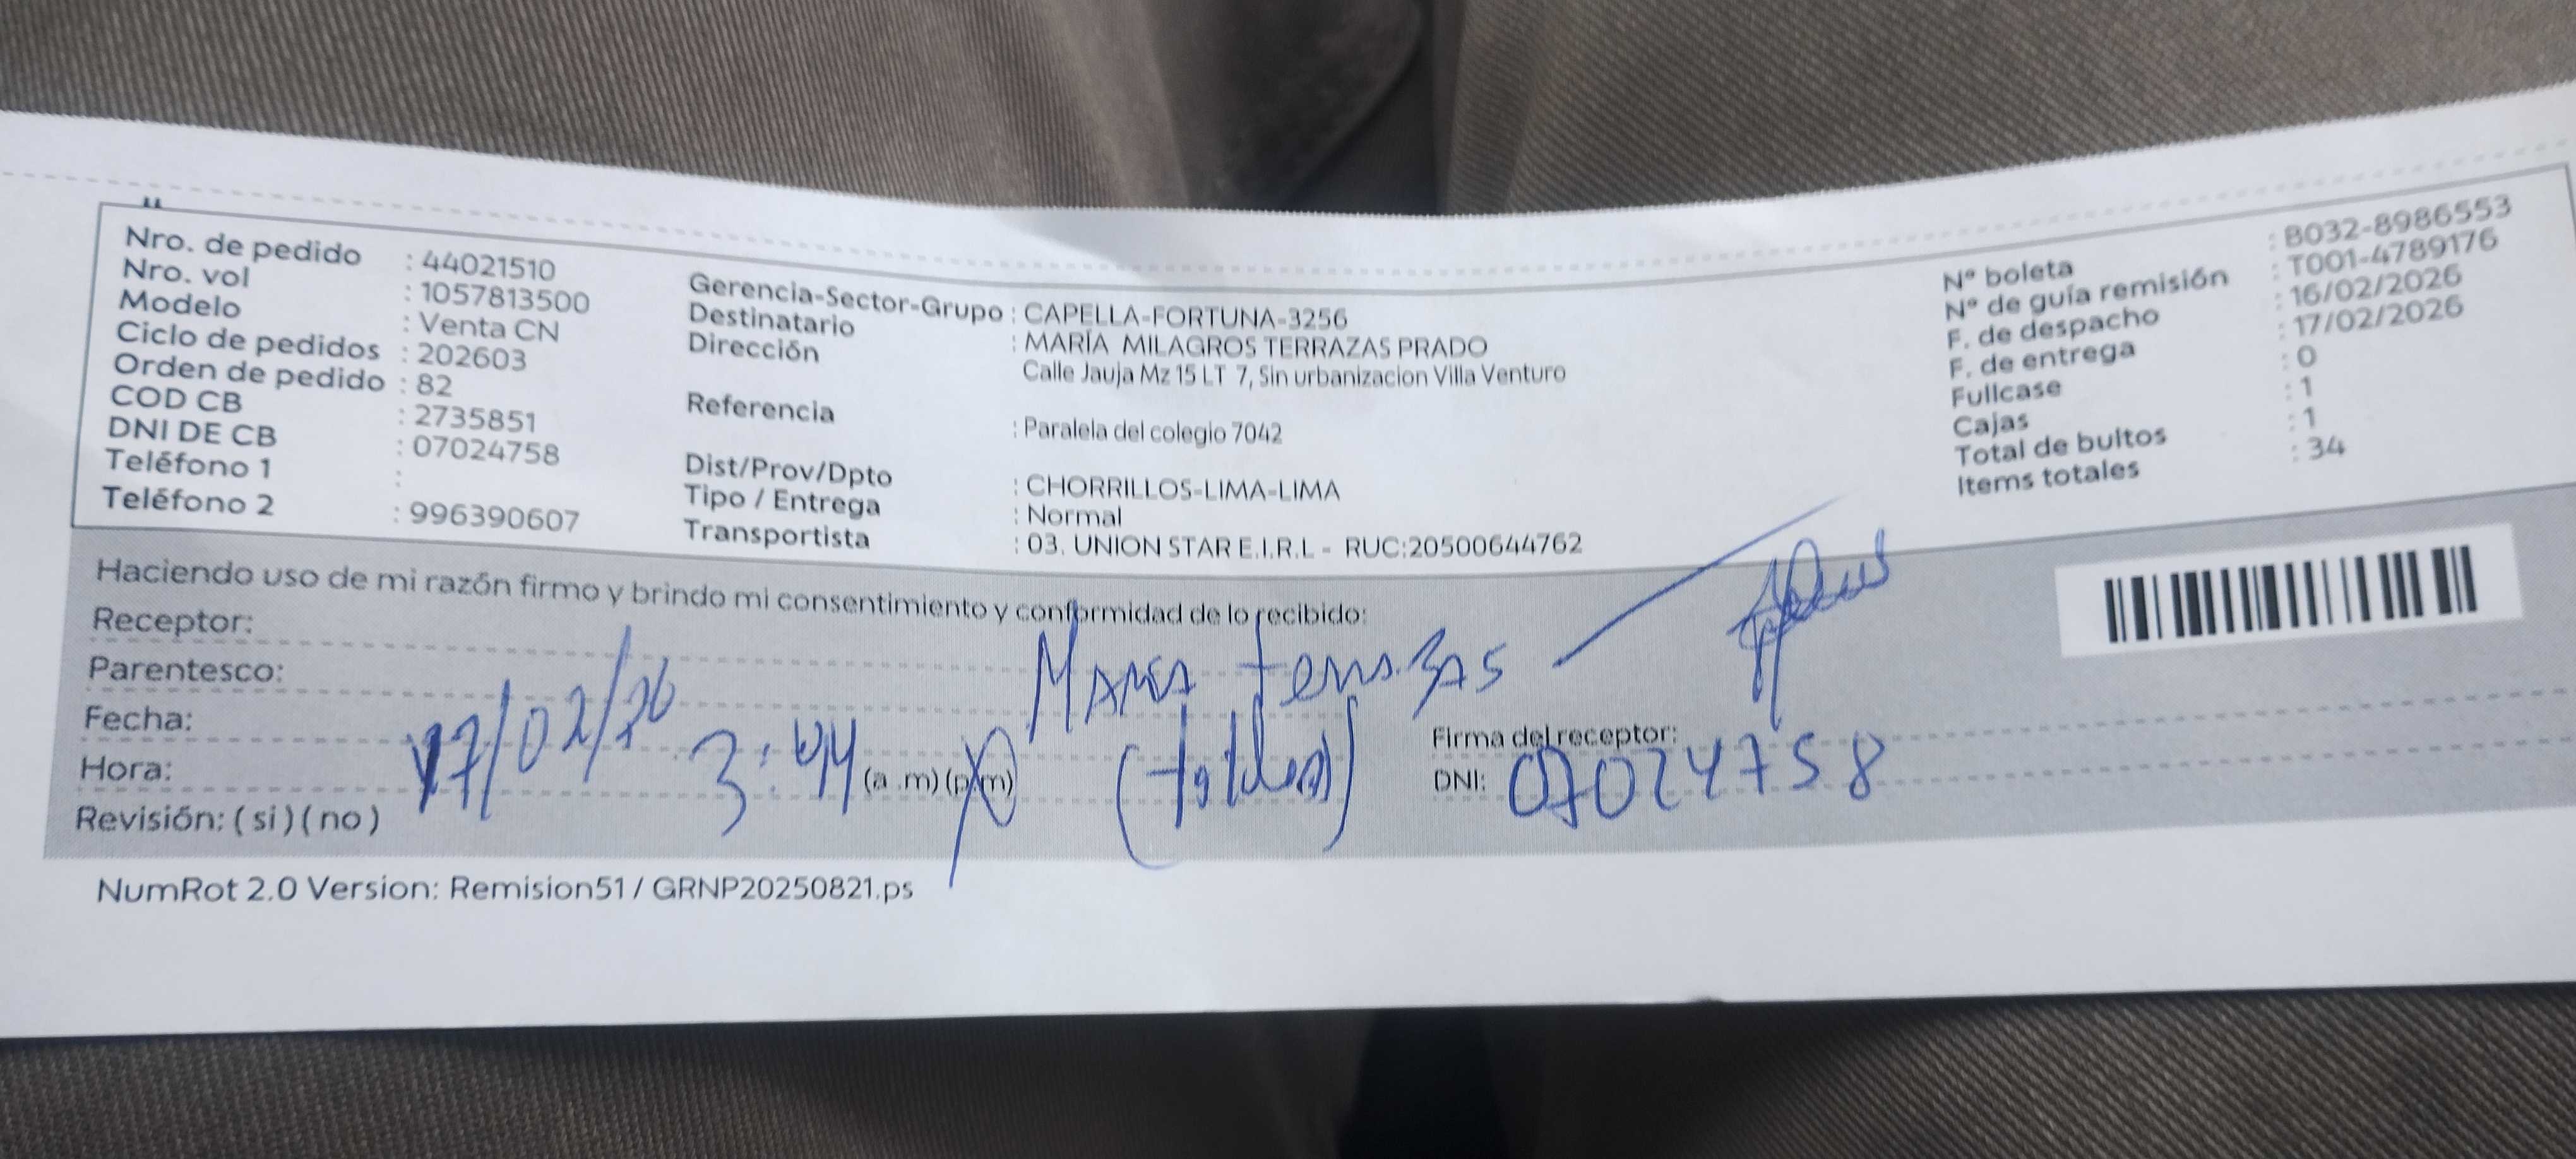 Nro. de pedido : 44021510
Nro. vol : 1057813500
Modelo : Venta CN
Ciclo de pedidos : 202603
Orden de pedido : 82
COD CB : 2735851
DNI DE CB : 07024758
Teléfono 1 :
Teléfono 2 : 996390607
Gerencia-Sector-Grupo : CAPELLA-FORTUNA-3256
Destinatario : MARÍA MILAGROS TERRAZAS PRADO
Dirección : Calle Jauja Mz 15 LT 7, Sin urbanizacion Villa Venturo
Referencia : Paralela del colegio 7042
Dist/Prov/Dpto : CHORRILLOS-LIMA-LIMA
Tipo / Entrega : Normal
Transportista : 03. UNION STAR E.I.R.L - RUC:20500644762
N° boleta : B032-8986553
N° de guía remisión : T001-4789176
F. de despacho : 16/02/2026
F. de entrega : 17/02/2026
Fullcase : 0
Cajas : 1
Total de bultos : 1
Items totales : 34
Haciendo uso de mi razón firmo y brindo mi consentimiento y conformidad de lo recibido:
Receptor:
Parentesco: María Terrazas
Fecha: 17/02/26
Firma del receptor:
Hora: 3:44 (a .m) (p.m)
DNI: 07024758
Revisión: ( si ) ( no )
NumRot 2.0 Version: Remision51 / GRNP20250821.ps